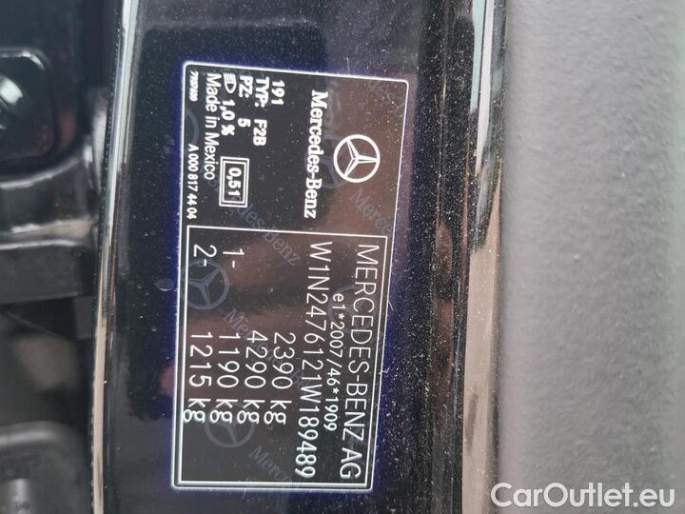 MERCEDES-BENZ AG
e1*2007/46*1909
W1N2476121W189489
2390 kg
4290 kg
1- 1190 kg
2- 1215 kg
Mercedes-Benz
191
TYP: F2B
PZ: 5
1,0 %
0,51
Made in Mexico
A 000 817 44 04
CarOutlet.eu